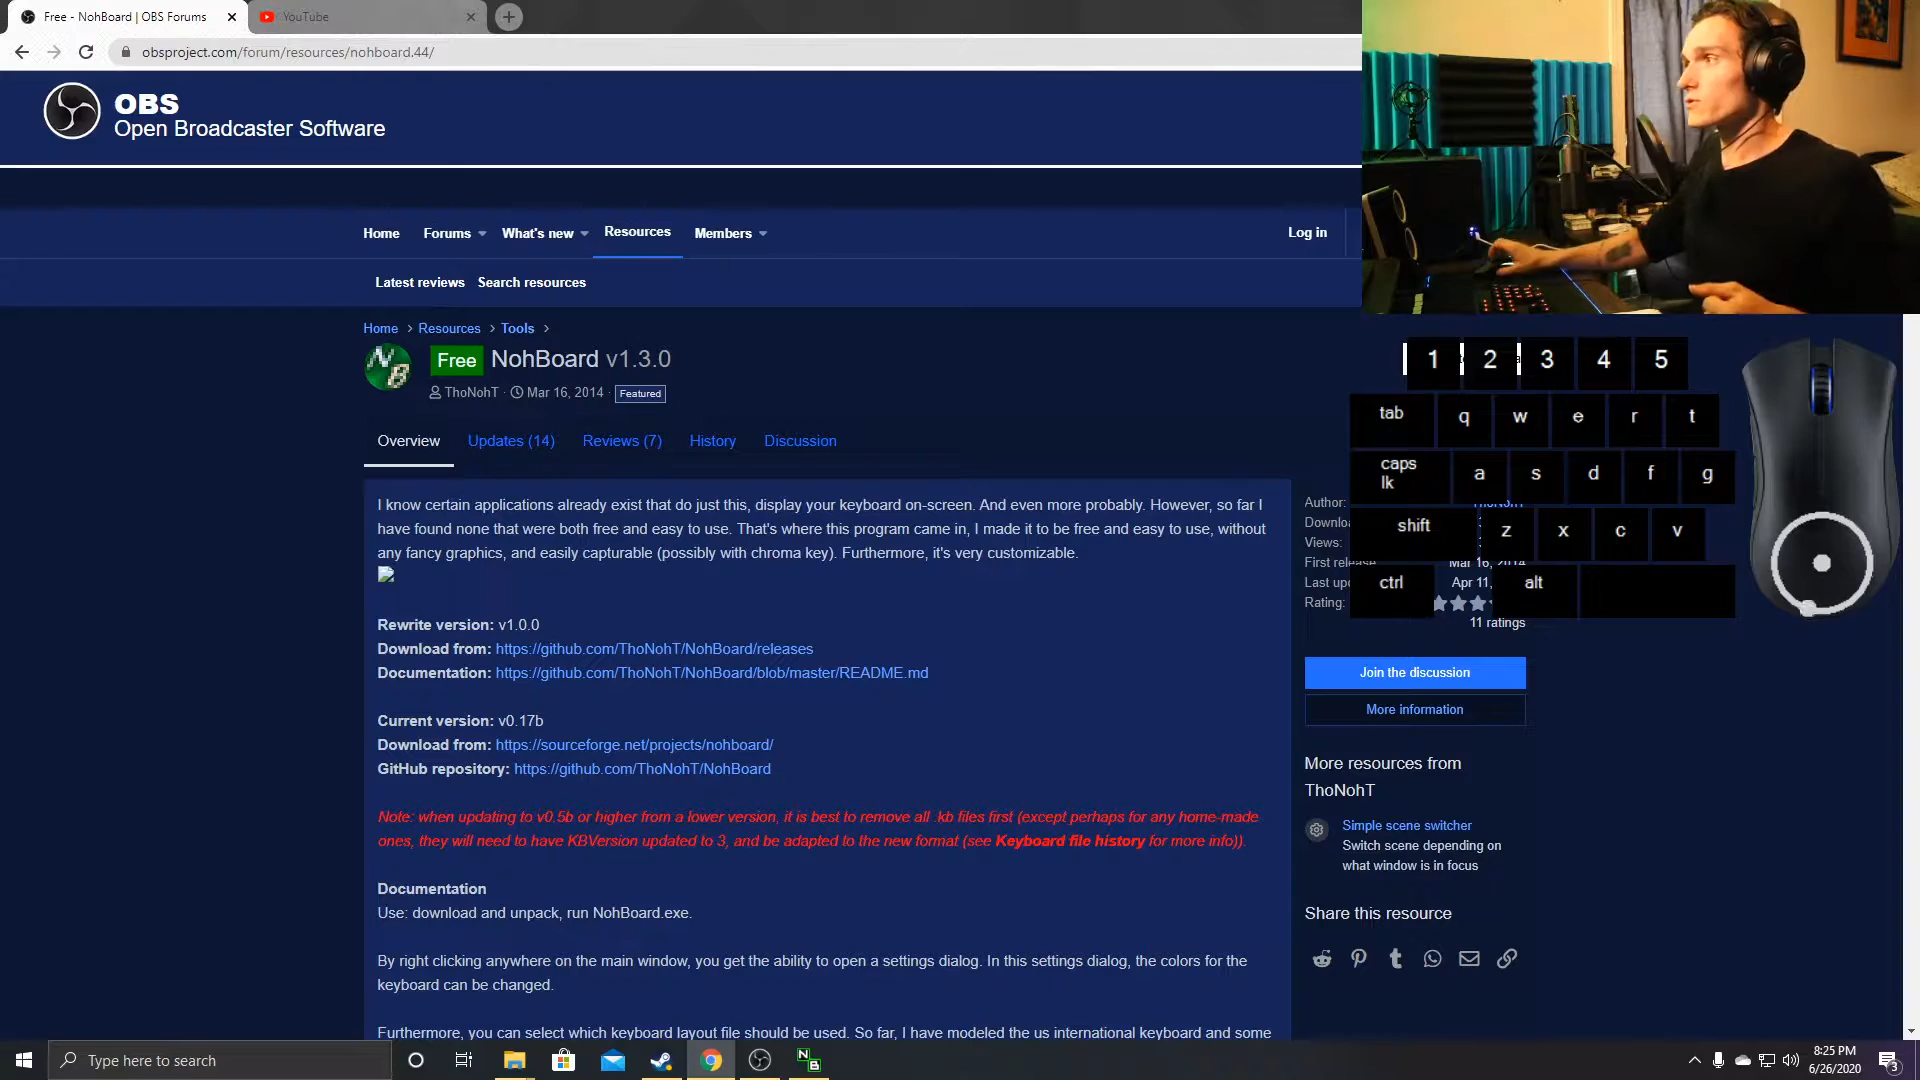 Free - NohBoard | OBS Forums
YouTube
obsproject.com/forum/resources/nohboard.44/
OBS
Open Broadcaster Software
Home
Forums
What's new
Resources
Members
Log in
Latest reviews
Search resources
Home
Resources
Tools
Free NohBoard v1.3.0
ThoNohT
Mar 16, 2014
Featured
Overview
Updates (14)
Reviews (7)
History
Discussion
I know certain applications already exist that do just this, display your keyboard on-screen. And even more probably. However, so far I
have found none that were both free and easy to use. That's where this program came in, I made it to be free and easy to use, without
any fancy graphics, and easily capturable (possibly with chroma key). Furthermore, it's very customizable.
Rewrite version: v1.0.0
Download from: https://github.com/ThoNohT/NohBoard/releases
Documentation: https://github.com/ThoNohT/NohBoard/blob/master/README.md
Current version: v0.17b
Download from: https://sourceforge.net/projects/nohboard/
GitHub repository: https://github.com/ThoNohT/NohBoard
Note: when updating to v0.5b or higher from a lower version, it is best to remove all .kb files first (except perhaps for any home-made
ones, they will need to have KBVersion updated to 3, and be adapted to the new format (see Keyboard file history for more info)).
Documentation
Use: download and unpack, run NohBoard.exe.
By right clicking anywhere on the main window, you get the ability to open a settings dialog. In this settings dialog, the colors for the
keyboard can be changed.
Furthermore, you can select which keyboard layout file should be used. So far, I have modeled the us international keyboard and some
1 2 3 4 5
tab q w e r t
caps
lk
a s d f g
shift z x c v
ctrl alt
Author:
Views:
First release
Mar 16, 2014
Apr 11,
Rating:
11 ratings
Join the discussion
More information
More resources from
ThoNohT
Simple scene switcher
Switch scene depending on
what window is in focus
Share this resource
Type here to search
NB
8:25 PM
6/26/2020
3